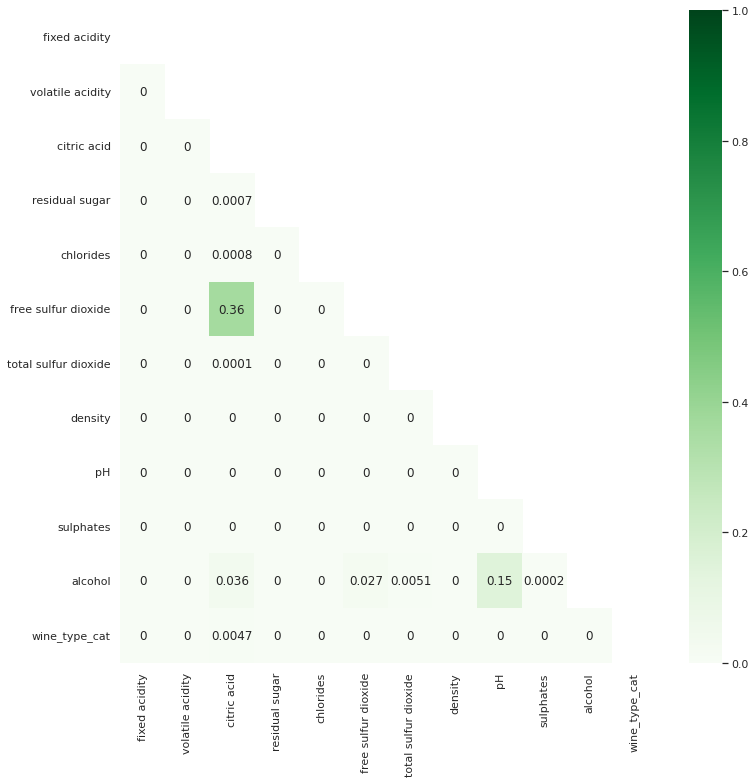 fixed acidity
1.0
volatile acidity 0
citric acid 0 0
0.8
residual sugar 0 0 0.0007
chlorides 0 0 0.0008 0
0.6
free sulfur dioxide 0 0 0.36 0 0
total sulfur dioxide 0 0 0.0001 0 0 0
0.4
density 0 0 0 0 0 0 0
pH 0 0 0 0 0 0 0 0
sulphates 0 0 0 0 0 0 0 0 0
0.2
alcohol 0 0 0.036 0 0 0.027 0.0051 0 0.15 0.0002
wine_type_cat 0 0 0.0047 0 0 0 0 0 0 0 0
0.0
fixed acidity
volatile acidity
citric acid
residual sugar
chlorides
free sulfur dioxide
total sulfur dioxide
density
pH
sulphates
alcohol
wine_type_cat